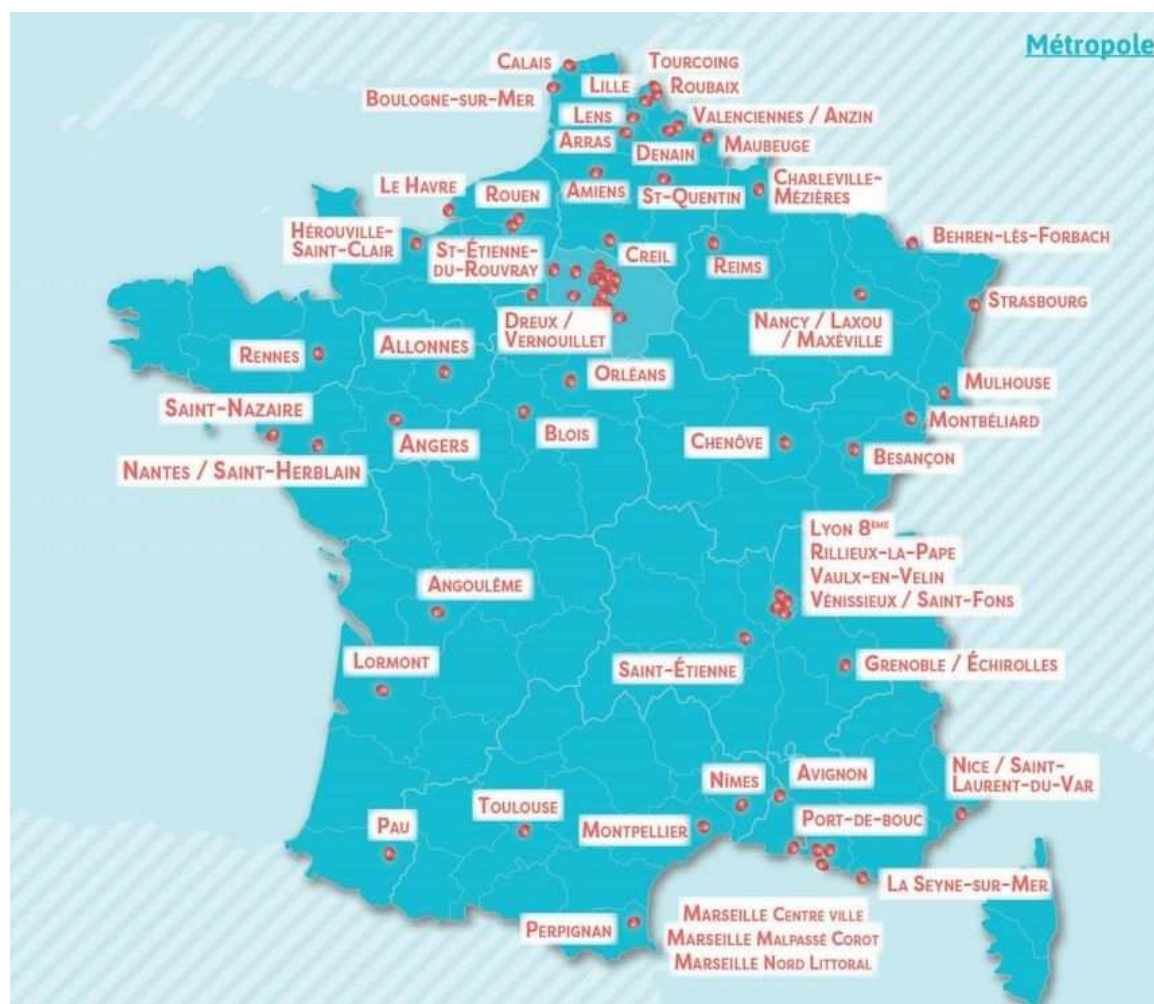 Métropole
Calais
Tourcoing
Boulogne-sur-Mer
Lille
Roubaix
Lens
Valenciennes / Anzin
Arras
Denain
Maubeuge
Le Havre
Rouen
Amiens
St-Quentin
Charleville-
Mézières
Hérouville-
Saint-Clair
St-Étienne-
du-Rouvray
Creil
Reims
Behren-lès-Forbach
Strasbourg
Dreux /
Vernouillet
Nancy / Laxou
/ Maxéville
Rennes
Allonnes
Orléans
Mulhouse
Saint-Nazaire
Angers
Blois
Chenôve
Montbéliard
Nantes / Saint-Herblain
Besançon
Lyon 8ème
Rillieux-la-Pape
Vaulx-en-Velin
Vénissieux / Saint-Fons
Angoulême
Lormont
Saint-Étienne
Grenoble / Échirolles
Nîmes
Avignon
Nice / Saint-
Laurent-du-Var
Toulouse
Montpellier
Port-de-bouc
Pau
La Seyne-sur-Mer
Perpignan
Marseille Centre ville
Marseille Malpassé Corot
Marseille Nord Littoral